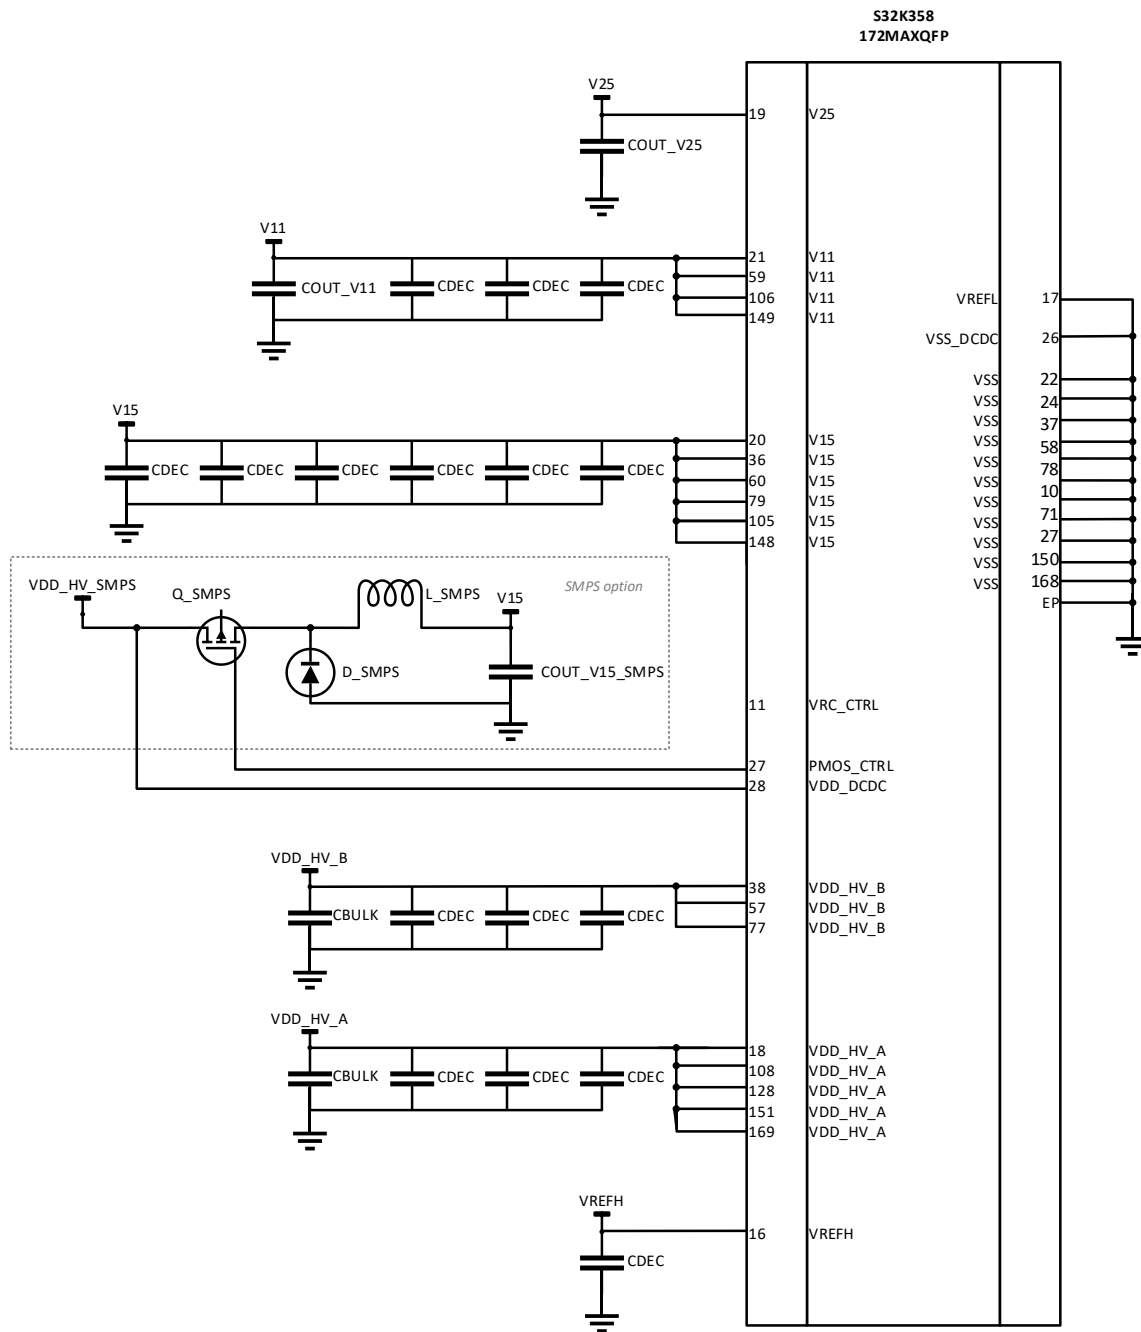 S32K358
172MAXQFP
V25
19 V25
COUT_V25
V11
21 V11
59 V11
106 V11
149 V11
COUT_V11 CDEC CDEC CDEC
VREFL 17
VSS_DCDC 26
VSS 22
VSS 24
VSS 37
VSS 58
VSS 78
VSS 10
VSS 71
VSS 27
VSS 150
VSS 168
VSS
EP
V15
20 V15
36 V15
60 V15
79 V15
105 V15
148 V15
CDEC CDEC CDEC CDEC CDEC CDEC
SMPS option
VDD_HV_SMPS Q_SMPS L_SMPS V15
D_SMPS COUT_V15_SMPS
11 VRC_CTRL
27 PMOS_CTRL
28 VDD_DCDC
VDD_HV_B
38 VDD_HV_B
57 VDD_HV_B
77 VDD_HV_B
CBULK CDEC CDEC CDEC
VDD_HV_A
18 VDD_HV_A
108 VDD_HV_A
128 VDD_HV_A
151 VDD_HV_A
169 VDD_HV_A
CBULK CDEC CDEC CDEC
VREFH
16 VREFH
CDEC